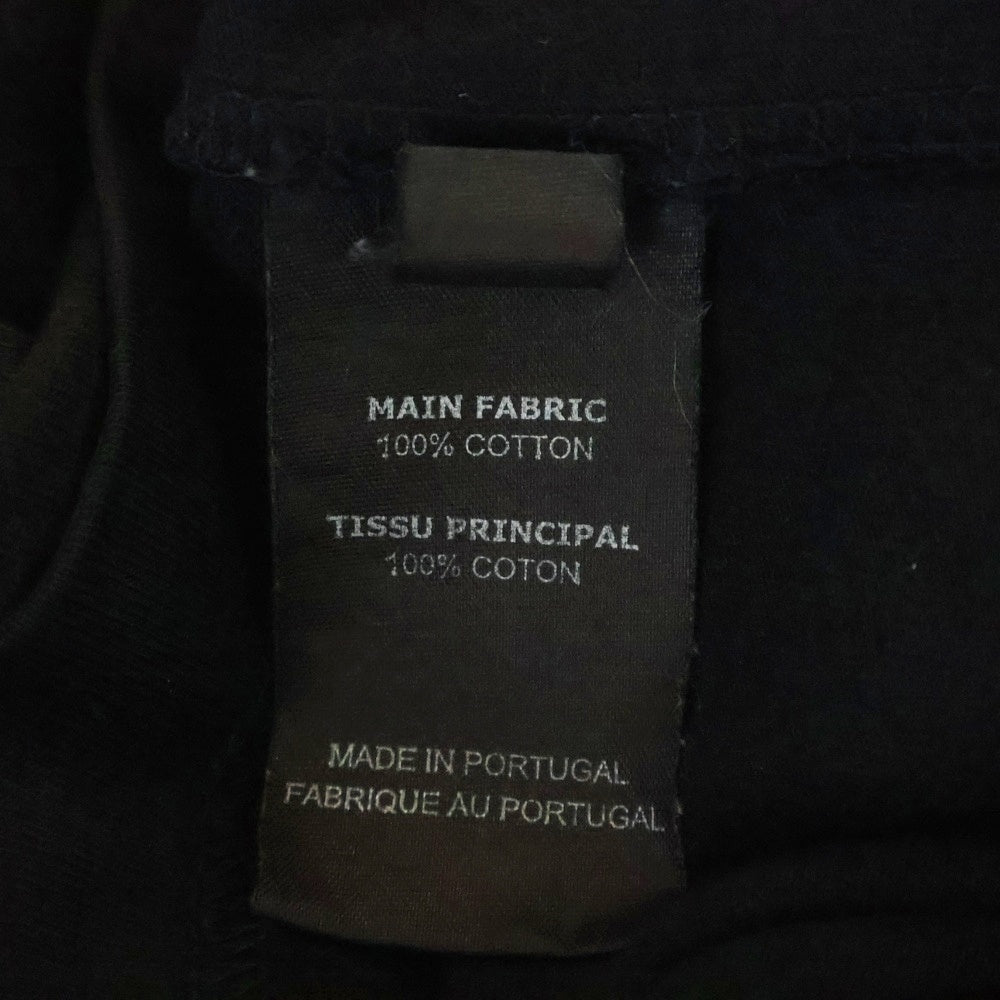 MAIN FABRIC
100% COTTON
TISSU PRINCIPAL
100% COTON
MADE IN PORTUGAL
FABRIQUE AU PORTUGAL